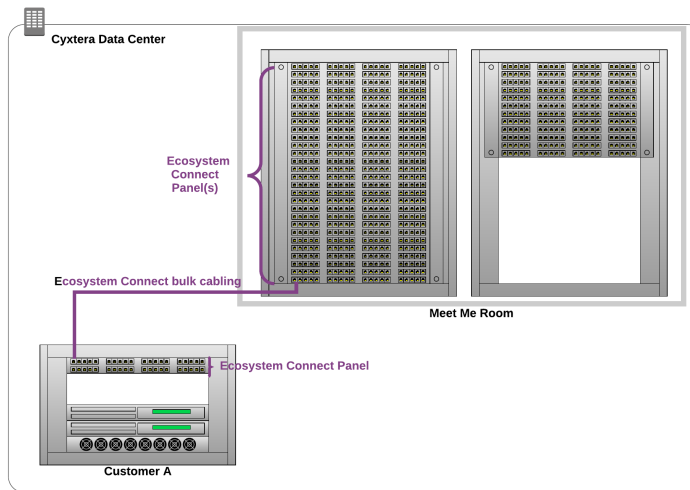 Cyxtera Data Center
Ecosystem
Connect
Panel(s)
Ecosystem Connect bulk cabling
Meet Me Room
Ecosystem Connect Panel
Customer A